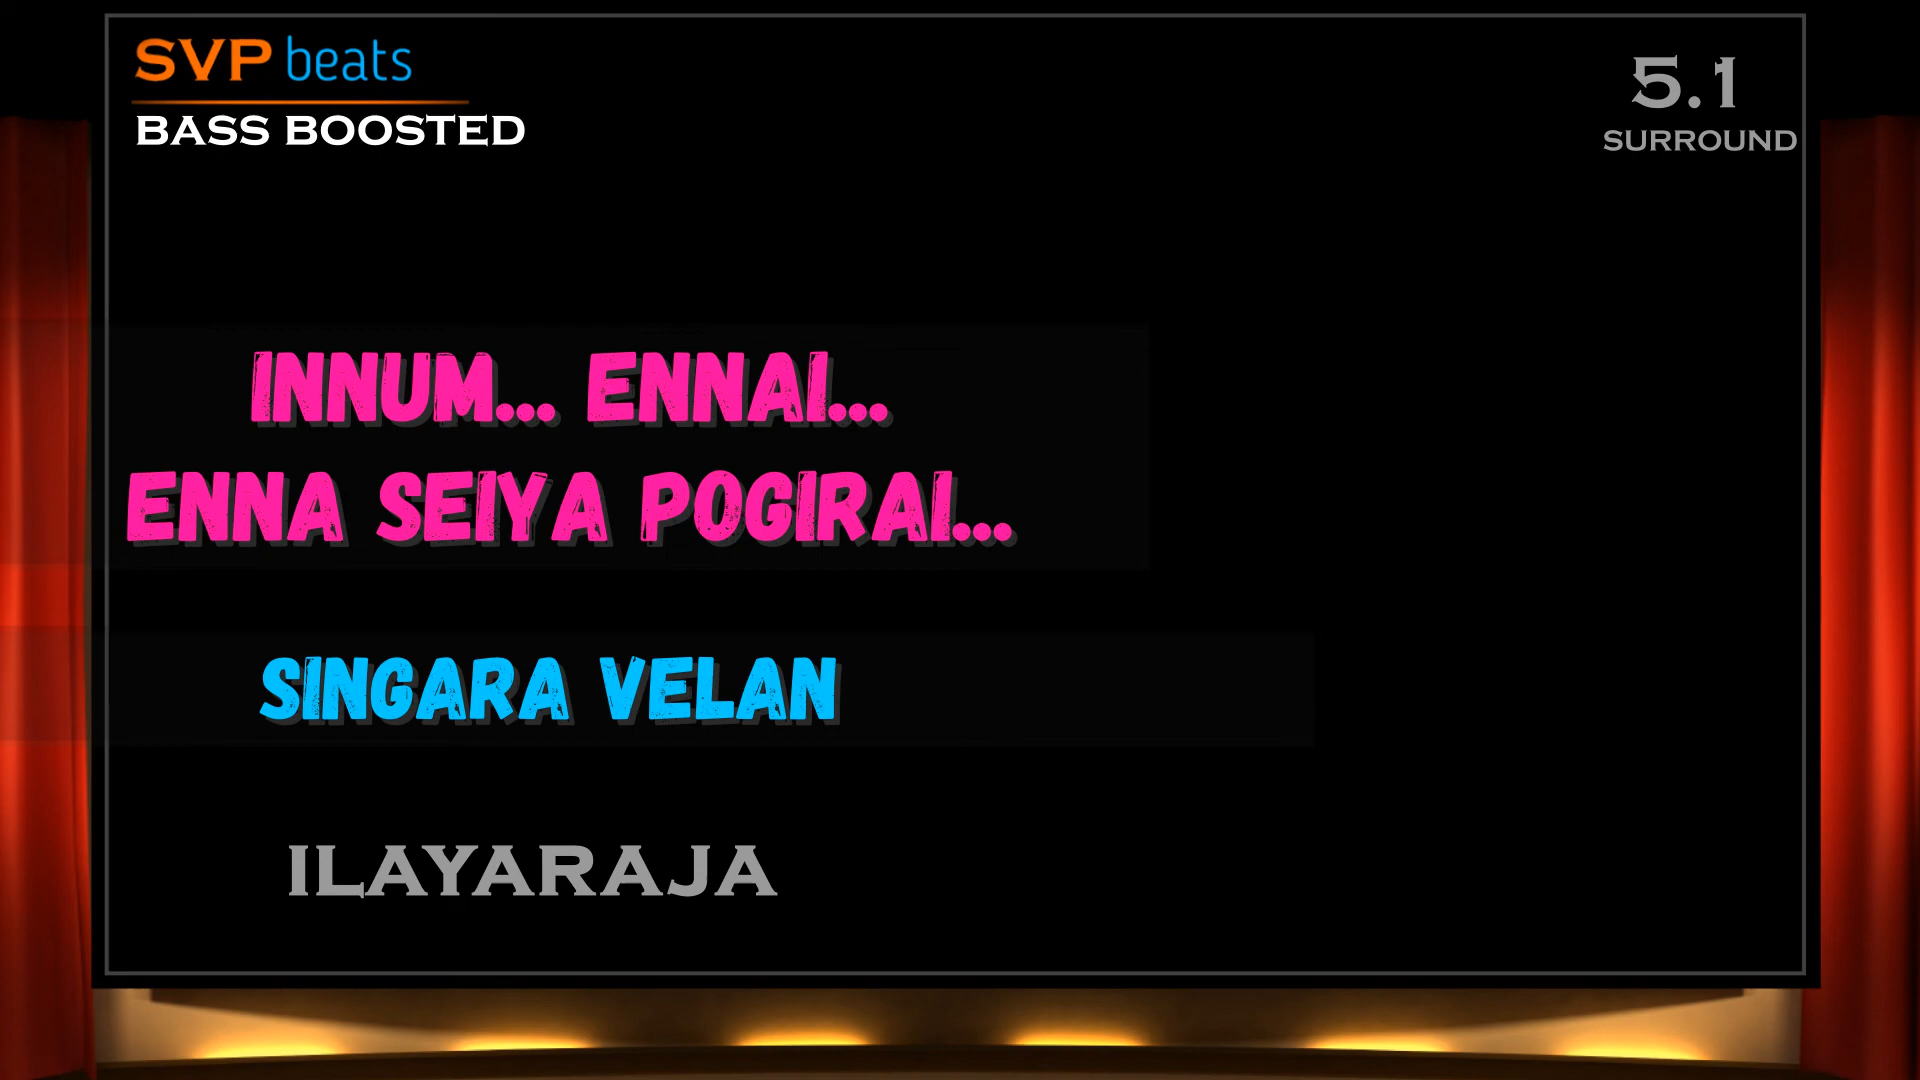 SVP beats
BASS BOOSTED
5.1
SURROUND
INNUM... ENNAI...
ENNA SEIYA POGIRAI...
SINGARA VELAN
ILAYARAJA